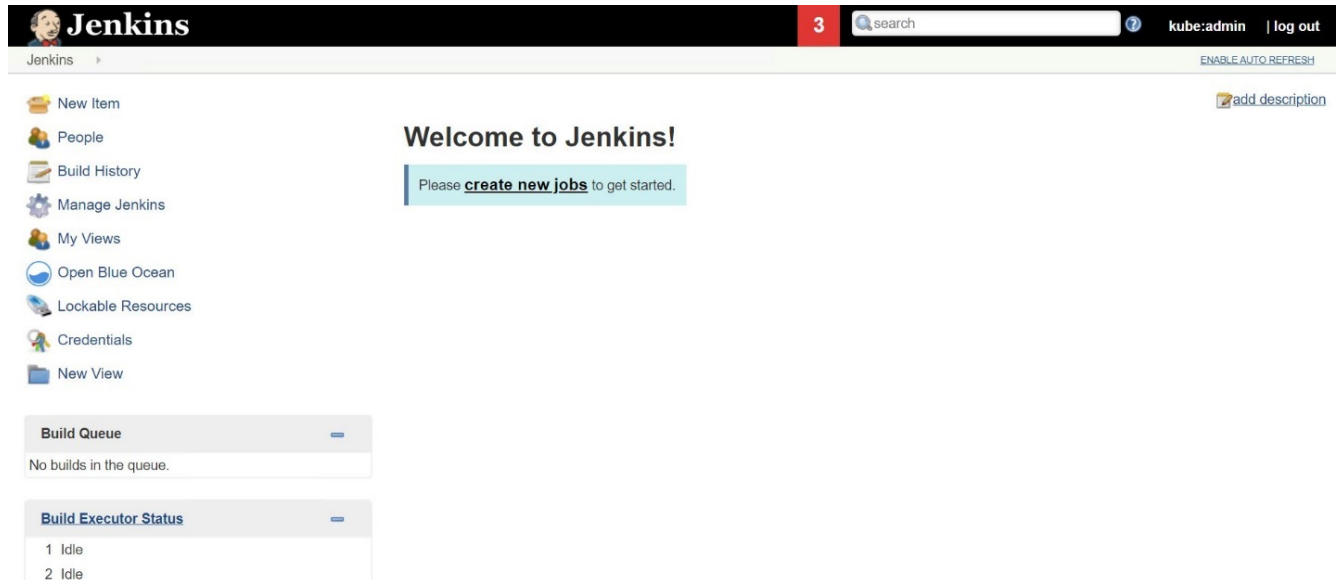 Jenkins
3
search
kube:admin | log out
Jenkins
ENABLE AUTO REFRESH
add description
New Item
People
Build History
Manage Jenkins
My Views
Open Blue Ocean
Lockable Resources
Credentials
New View
Welcome to Jenkins!
Please create new jobs to get started.
Build Queue
No builds in the queue.
Build Executor Status
1 Idle
2 Idle